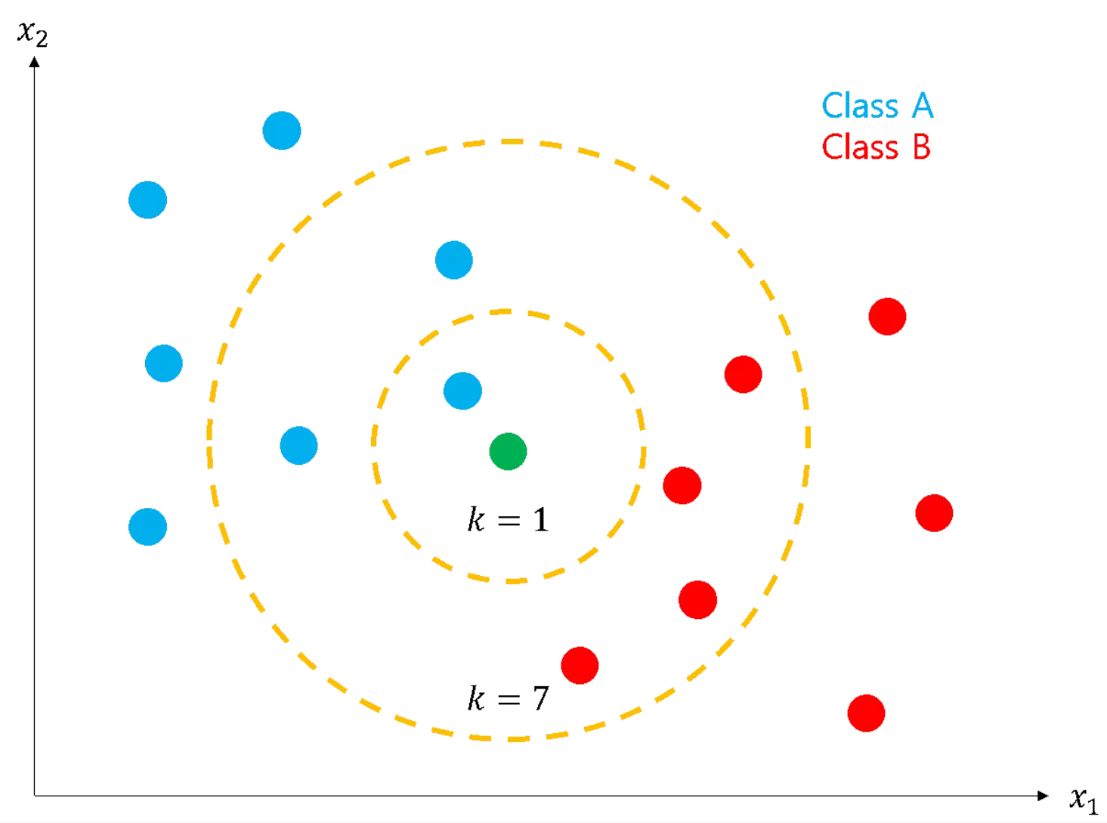 x₂
Class A
Class B
k = 1
k = 7
x₁